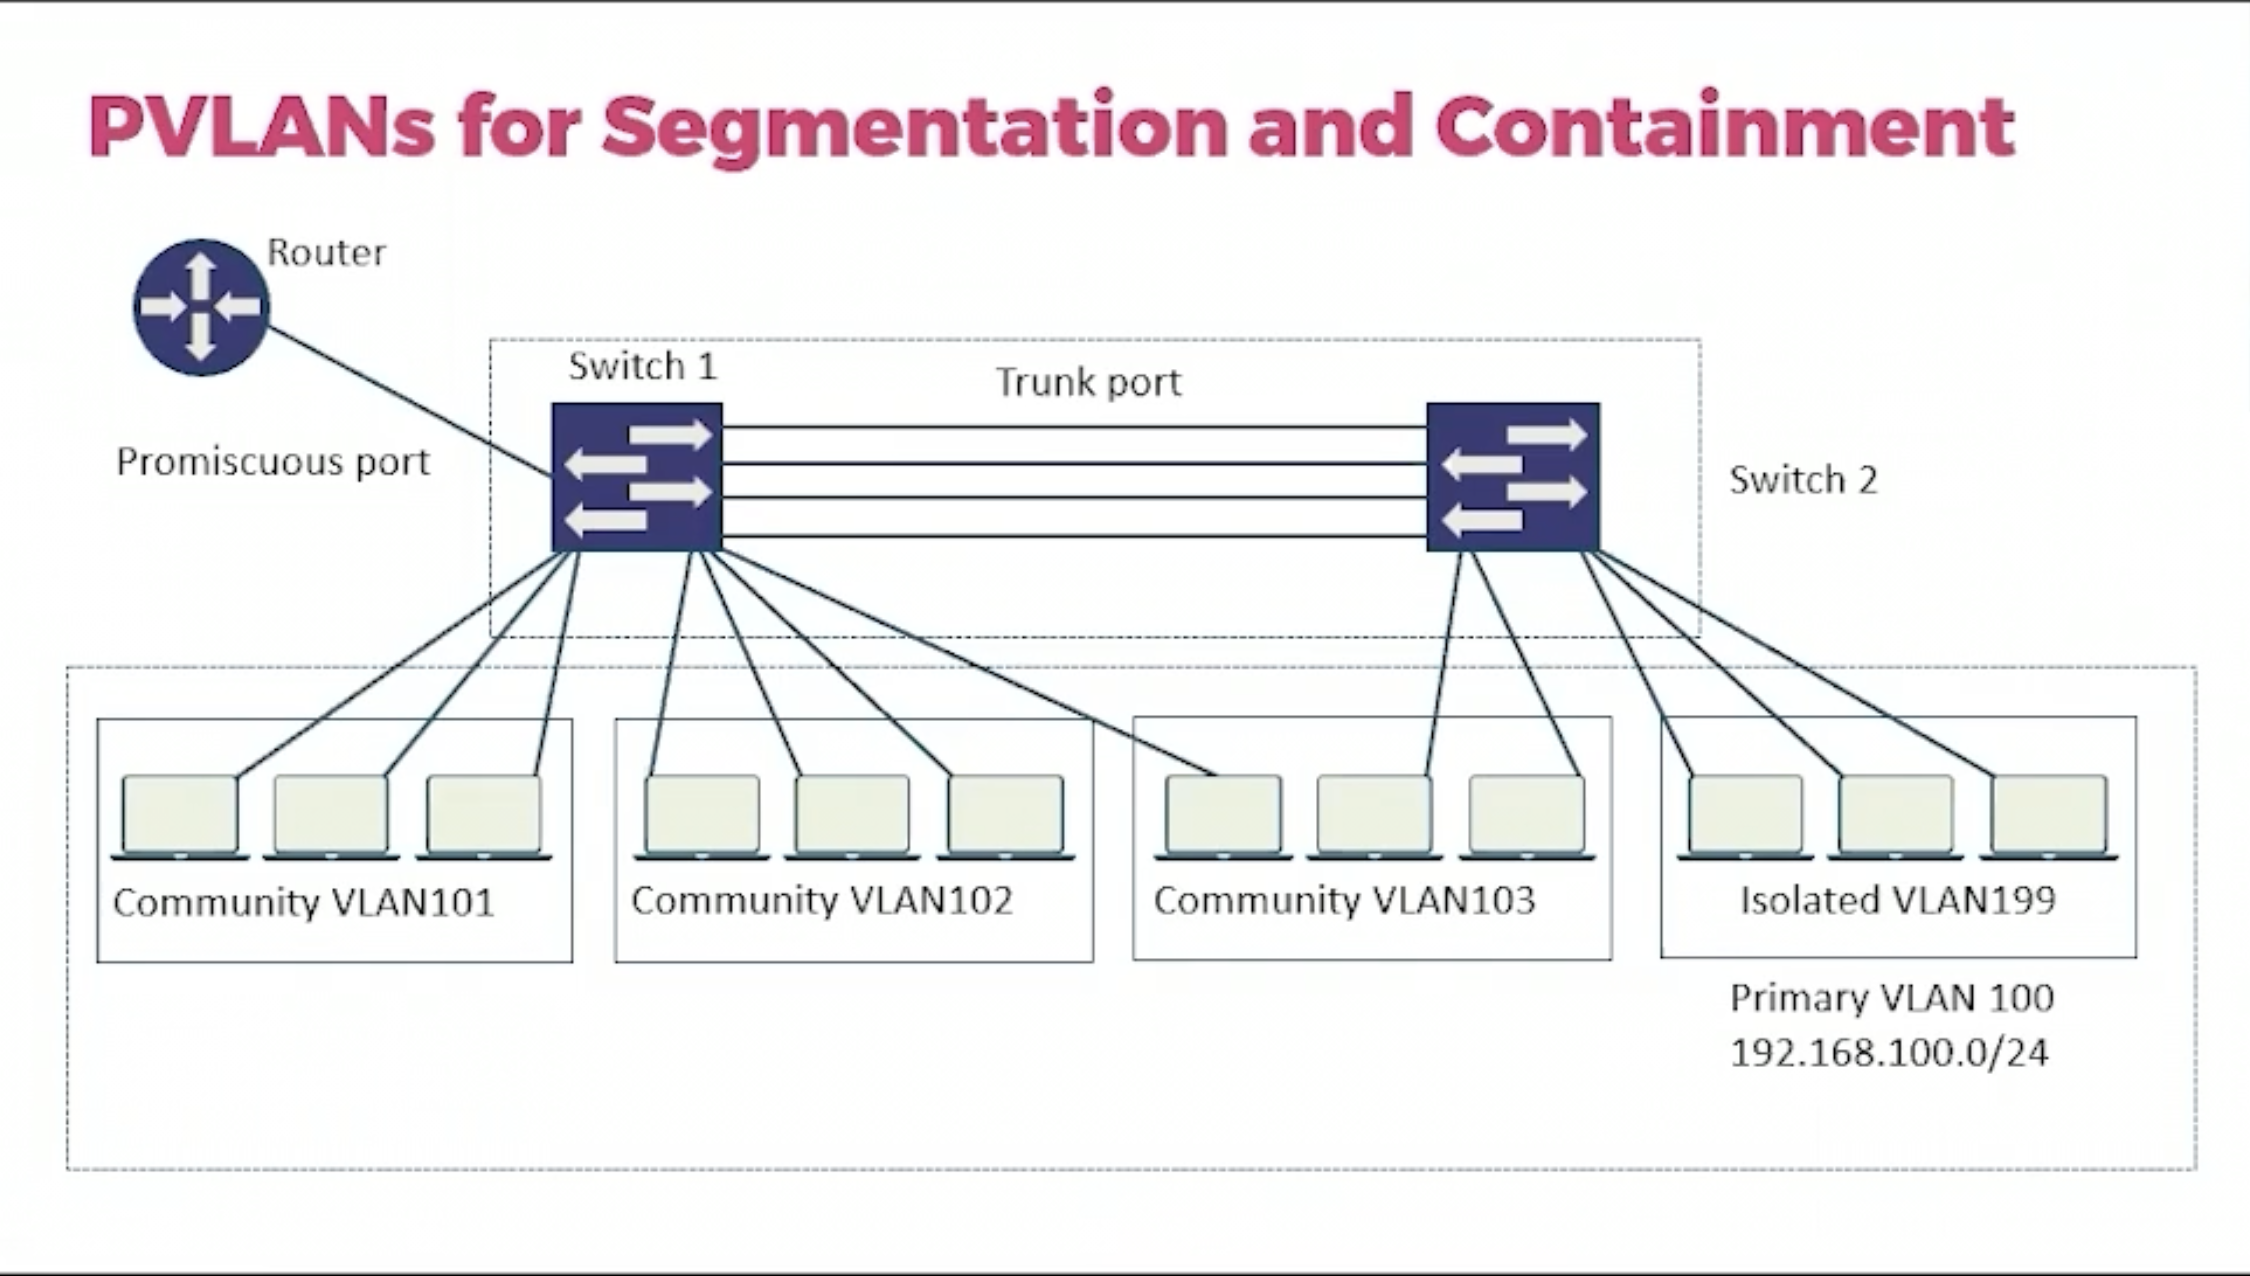 PVLANs for Segmentation and Containment
Router
Switch 1
Trunk port
Promiscuous port
Switch 2
Community VLAN101
Community VLAN102
Community VLAN103
Isolated VLAN199
Primary VLAN 100
192.168.100.0/24